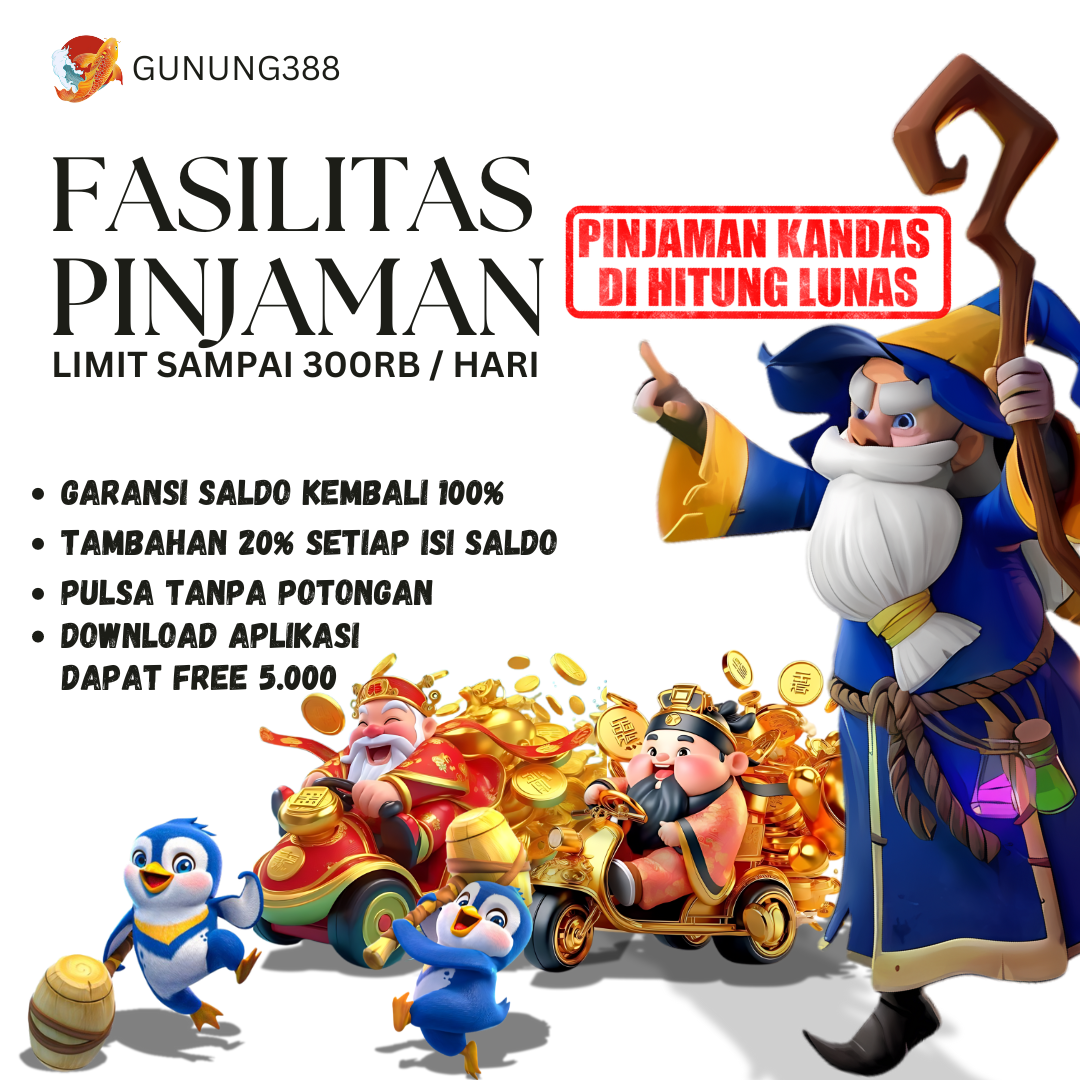 GUNUNG388
FASILITAS
PINJAMAN
LIMIT SAMPAI 300RB / HARI
PINJAMAN KANDAS
DI HITUNG LUNAS
GARANSI SALDO KEMBALI 100%
TAMBAHAN 20% SETIAP ISI SALDO
PULSA TANPA POTONGAN
DOWNLOAD APLIKASI
DAPAT FREE 5.000